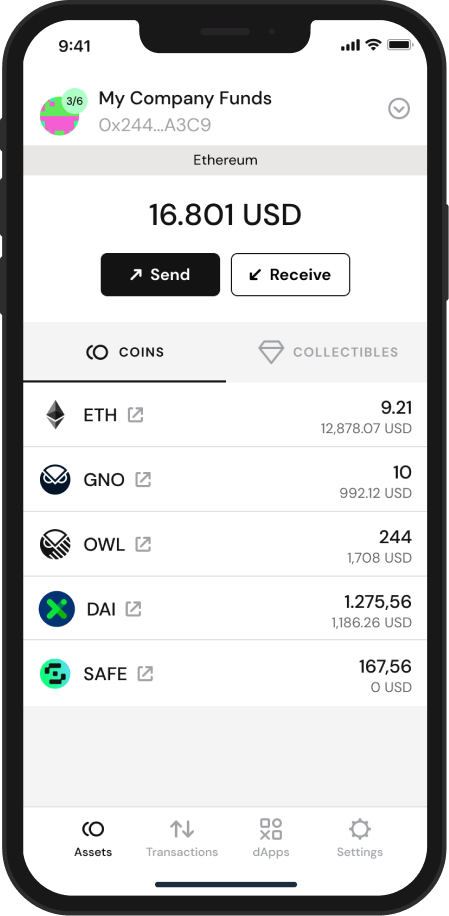 9:41
3/6
My Company Funds
0x244...A3C9
Ethereum
16.801 USD
Send
Receive
COINS
COLLECTIBLES
ETH
9.21
12,878.07 USD
GNO
10
992.12 USD
OWL
244
1,708 USD
DAI
1.275,56
1,186.26 USD
SAFE
167,56
0 USD
Assets
Transactions
dApps
Settings